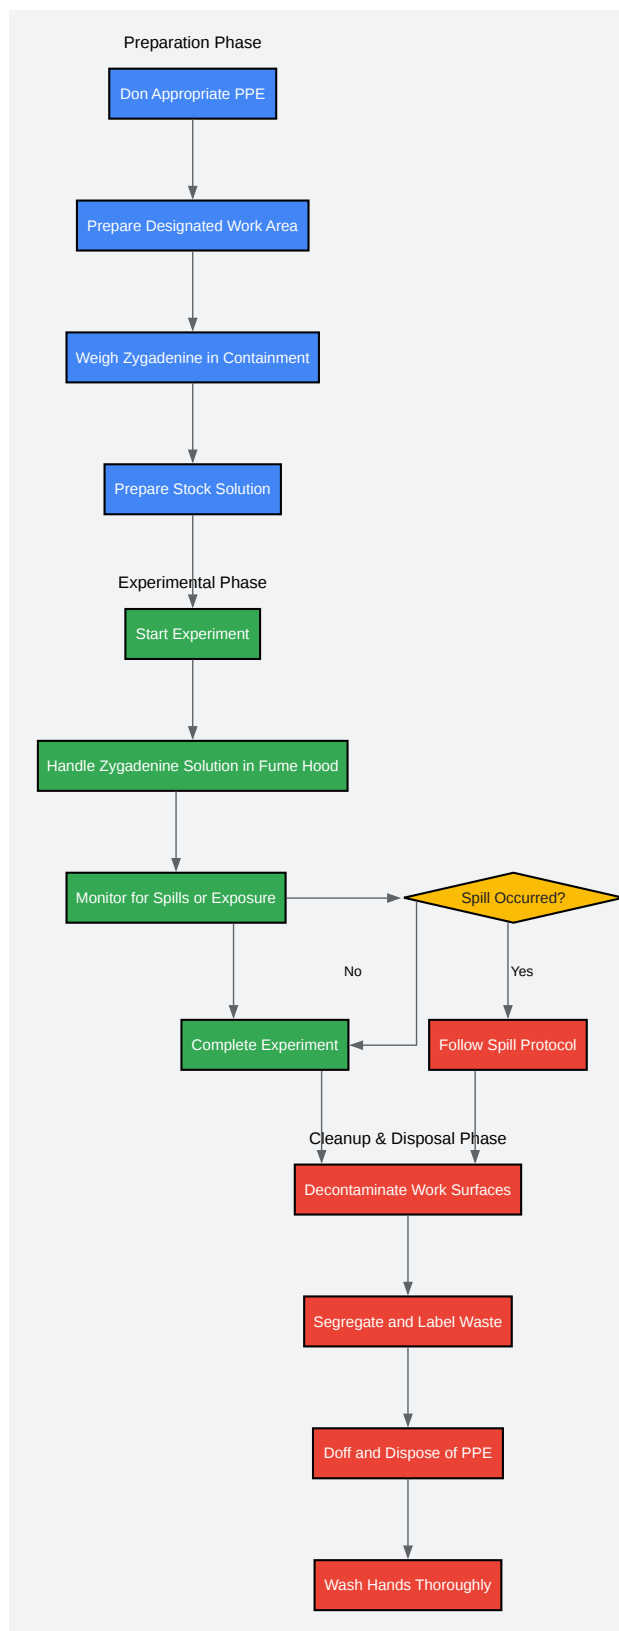 Preparation Phase
Don Appropriate PPE
Prepare Designated Work Area
Weigh Zygadenine in Containment
Prepare Stock Solution
Experimental Phase
Start Experiment
Handle Zygadenine Solution in Fume Hood
Monitor for Spills or Exposure
Spill Occurred?
No
Yes
Complete Experiment
Follow Spill Protocol
Cleanup & Disposal Phase
Decontaminate Work Surfaces
Segregate and Label Waste
Doff and Dispose of PPE
Wash Hands Thoroughly